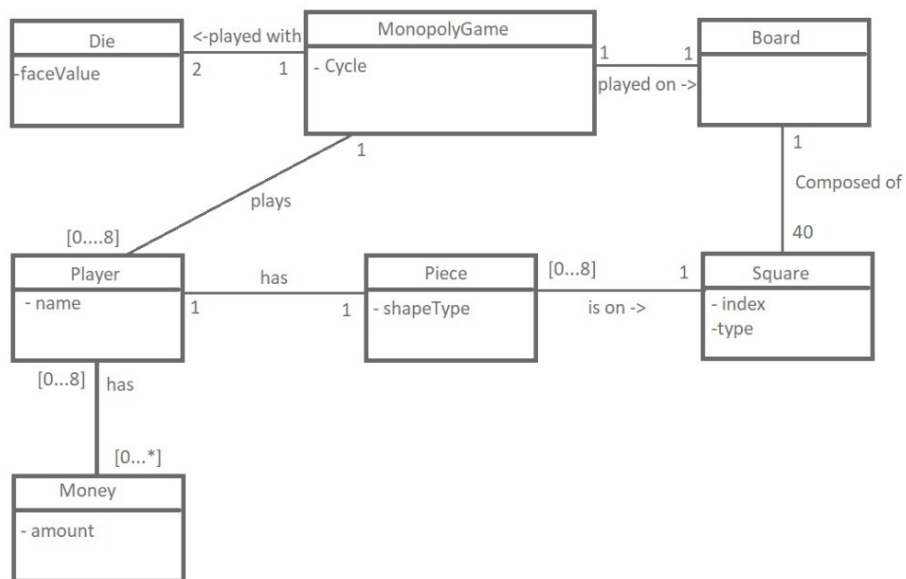 Die
-faceValue
<-played with
2
1
MonopolyGame
- Cycle
1
1
played on ->
Board
1
plays
[0....8]
1
Composed of
40
Player
- name
has
1
1
Piece
- shapeType
[0...8]
1
is on ->
Square
- index
-type
[0...8]
has
[0...*]
Money
- amount